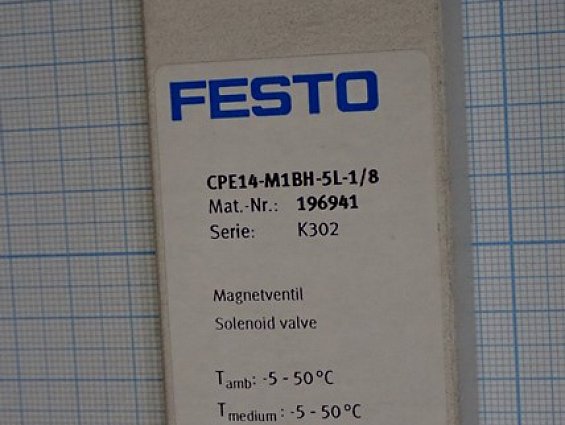 FESTO
CPE14-M1BH-5L-1/8
Mat.-Nr.: 196941
Serie: K302
Magnetventil
Solenoid valve
Tamb: -5 - 50°C
Tmedium: -5 - 50°C